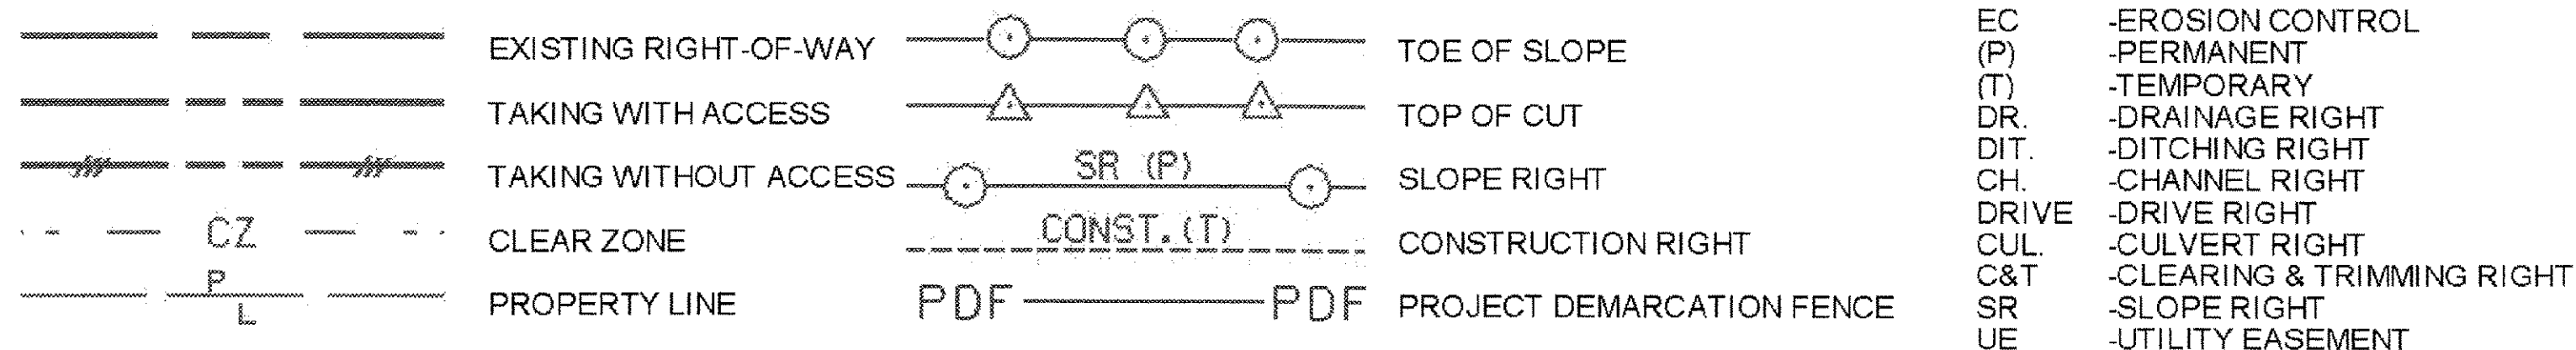 EXISTING RIGHT-OF-WAY
TAKING WITH ACCESS
TAKING WITHOUT ACCESS
CZ CLEAR ZONE
P
L PROPERTY LINE
TOE OF SLOPE
TOP OF CUT
SR (P) SLOPE RIGHT
CONST. (T) CONSTRUCTION RIGHT
PDF PDF PROJECT DEMARCATION FENCE
EC -EROSION CONTROL
(P) -PERMANENT
(T) -TEMPORARY
DR. -DRAINAGE RIGHT
DIT. -DITCHING RIGHT
CH. -CHANNEL RIGHT
DRIVE -DRIVE RIGHT
CUL. -CULVERT RIGHT
C&T -CLEARING & TRIMMING RIGHT
SR -SLOPE RIGHT
UE -UTILITY EASEMENT